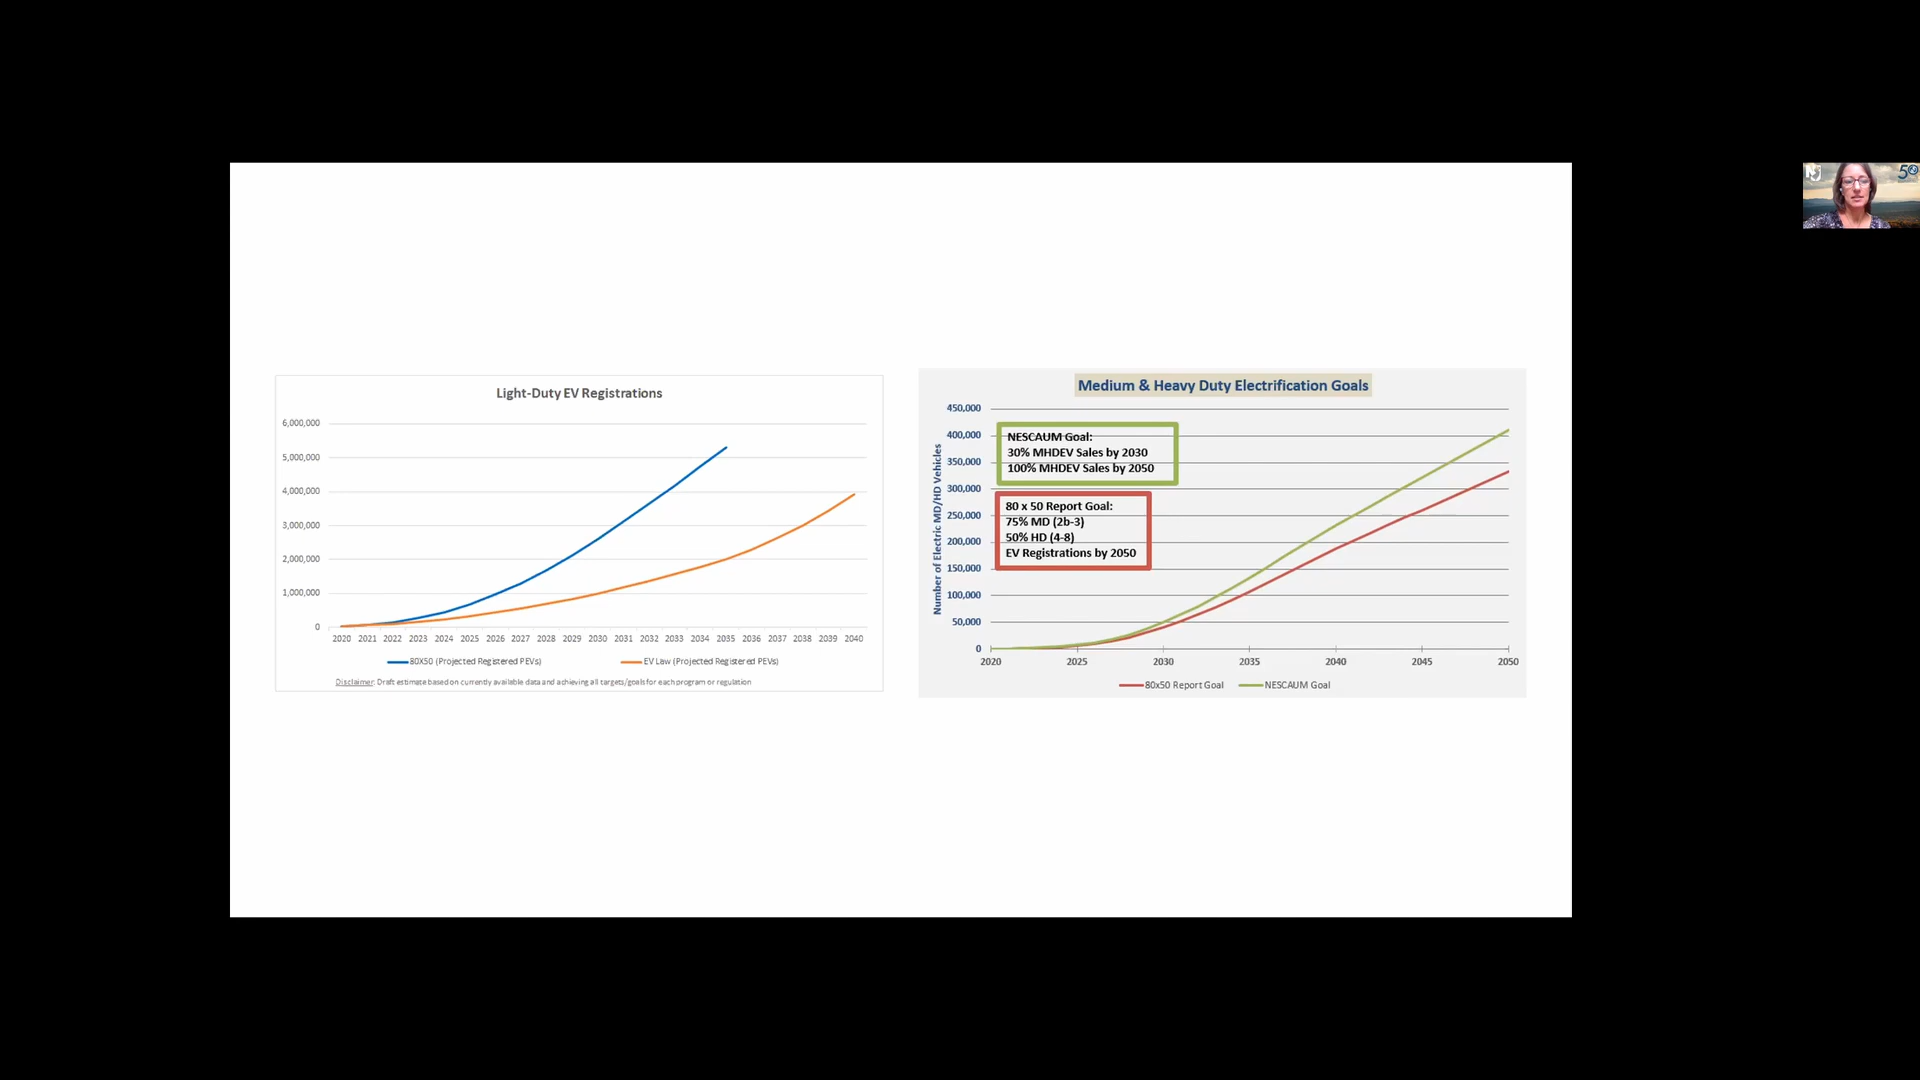 Light-Duty EV Registrations
6,000,000
5,000,000
4,000,000
3,000,000
2,000,000
1,000,000
0
2020 2021 2022 2023 2024 2025 2026 2027 2028 2029 2030 2031 2032 2033 2034 2035 2036 2037 2038 2039 2040
80X50 (Projected Registered PEVs) EV Law (Projected Registered PEVs)
Disclaimer: Draft estimate based on currently available data and achieving all targets/goals for each program or regulation
Medium & Heavy Duty Electrification Goals
Number of Electric MD/HD Vehicles
450,000
400,000
350,000
300,000
250,000
200,000
150,000
100,000
50,000
0
NESCAUM Goal:
30% MHDEV Sales by 2030
100% MHDEV Sales by 2050
80 x 50 Report Goal:
75% MD (2b-3)
50% HD (4-8)
EV Registrations by 2050
2020 2025 2030 2035 2040 2045 2050
80x50 Report Goal NESCAUM Goal
NJ
50